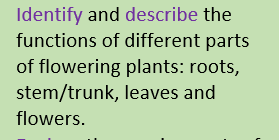 Identify and describe the
functions of different parts
of flowering plants: roots,
stem/trunk, leaves and
flowers.